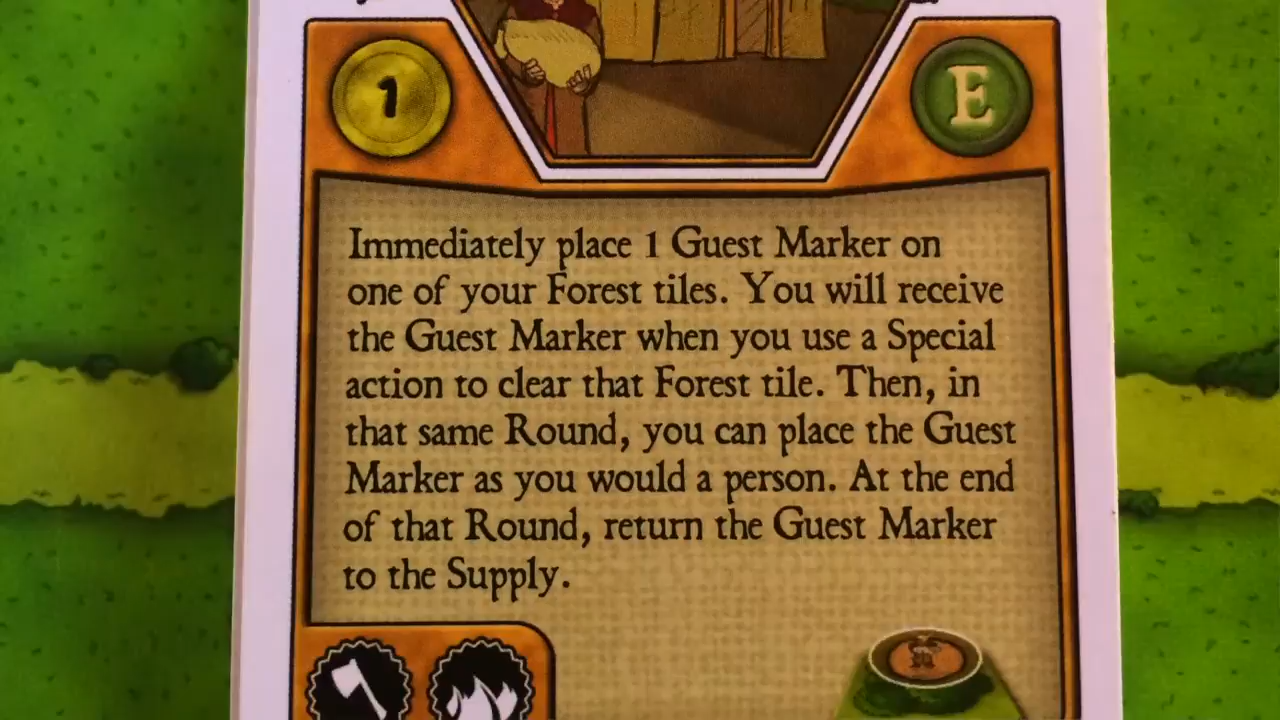 1
E
Immediately place 1 Guest Marker on
one of your Forest tiles. You will receive
the Guest Marker when you use a Special
action to clear that Forest tile. Then, in
that same Round, you can place the Guest
Marker as you would a person. At the end
of that Round, return the Guest Marker
to the Supply.